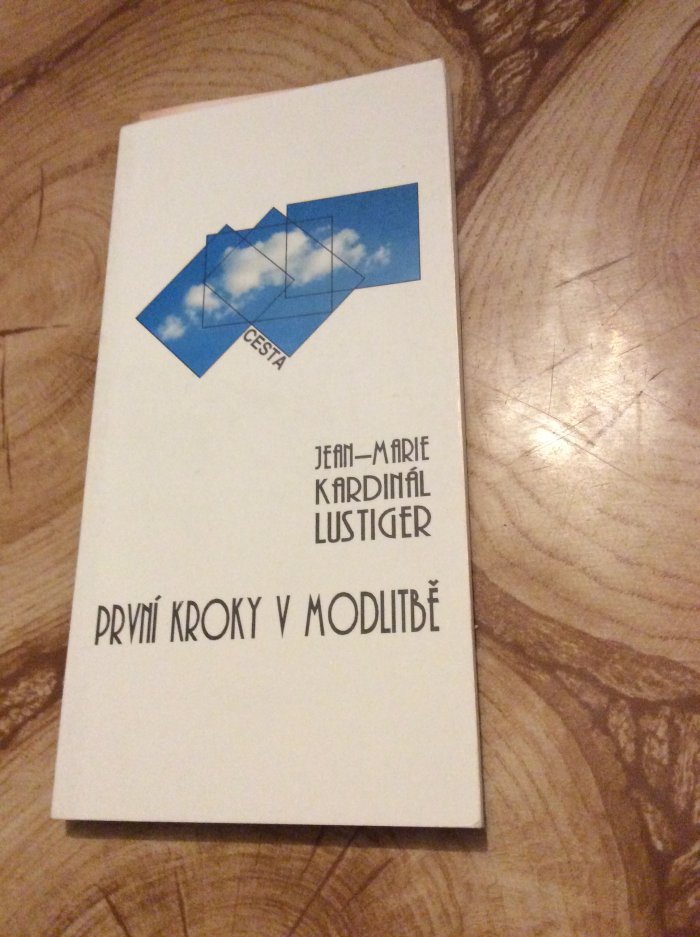 CESTA
JEAN–MARIE
KARDINÁL
LUSTIGER
PRVNÍ KROKY V MODLITBĚ